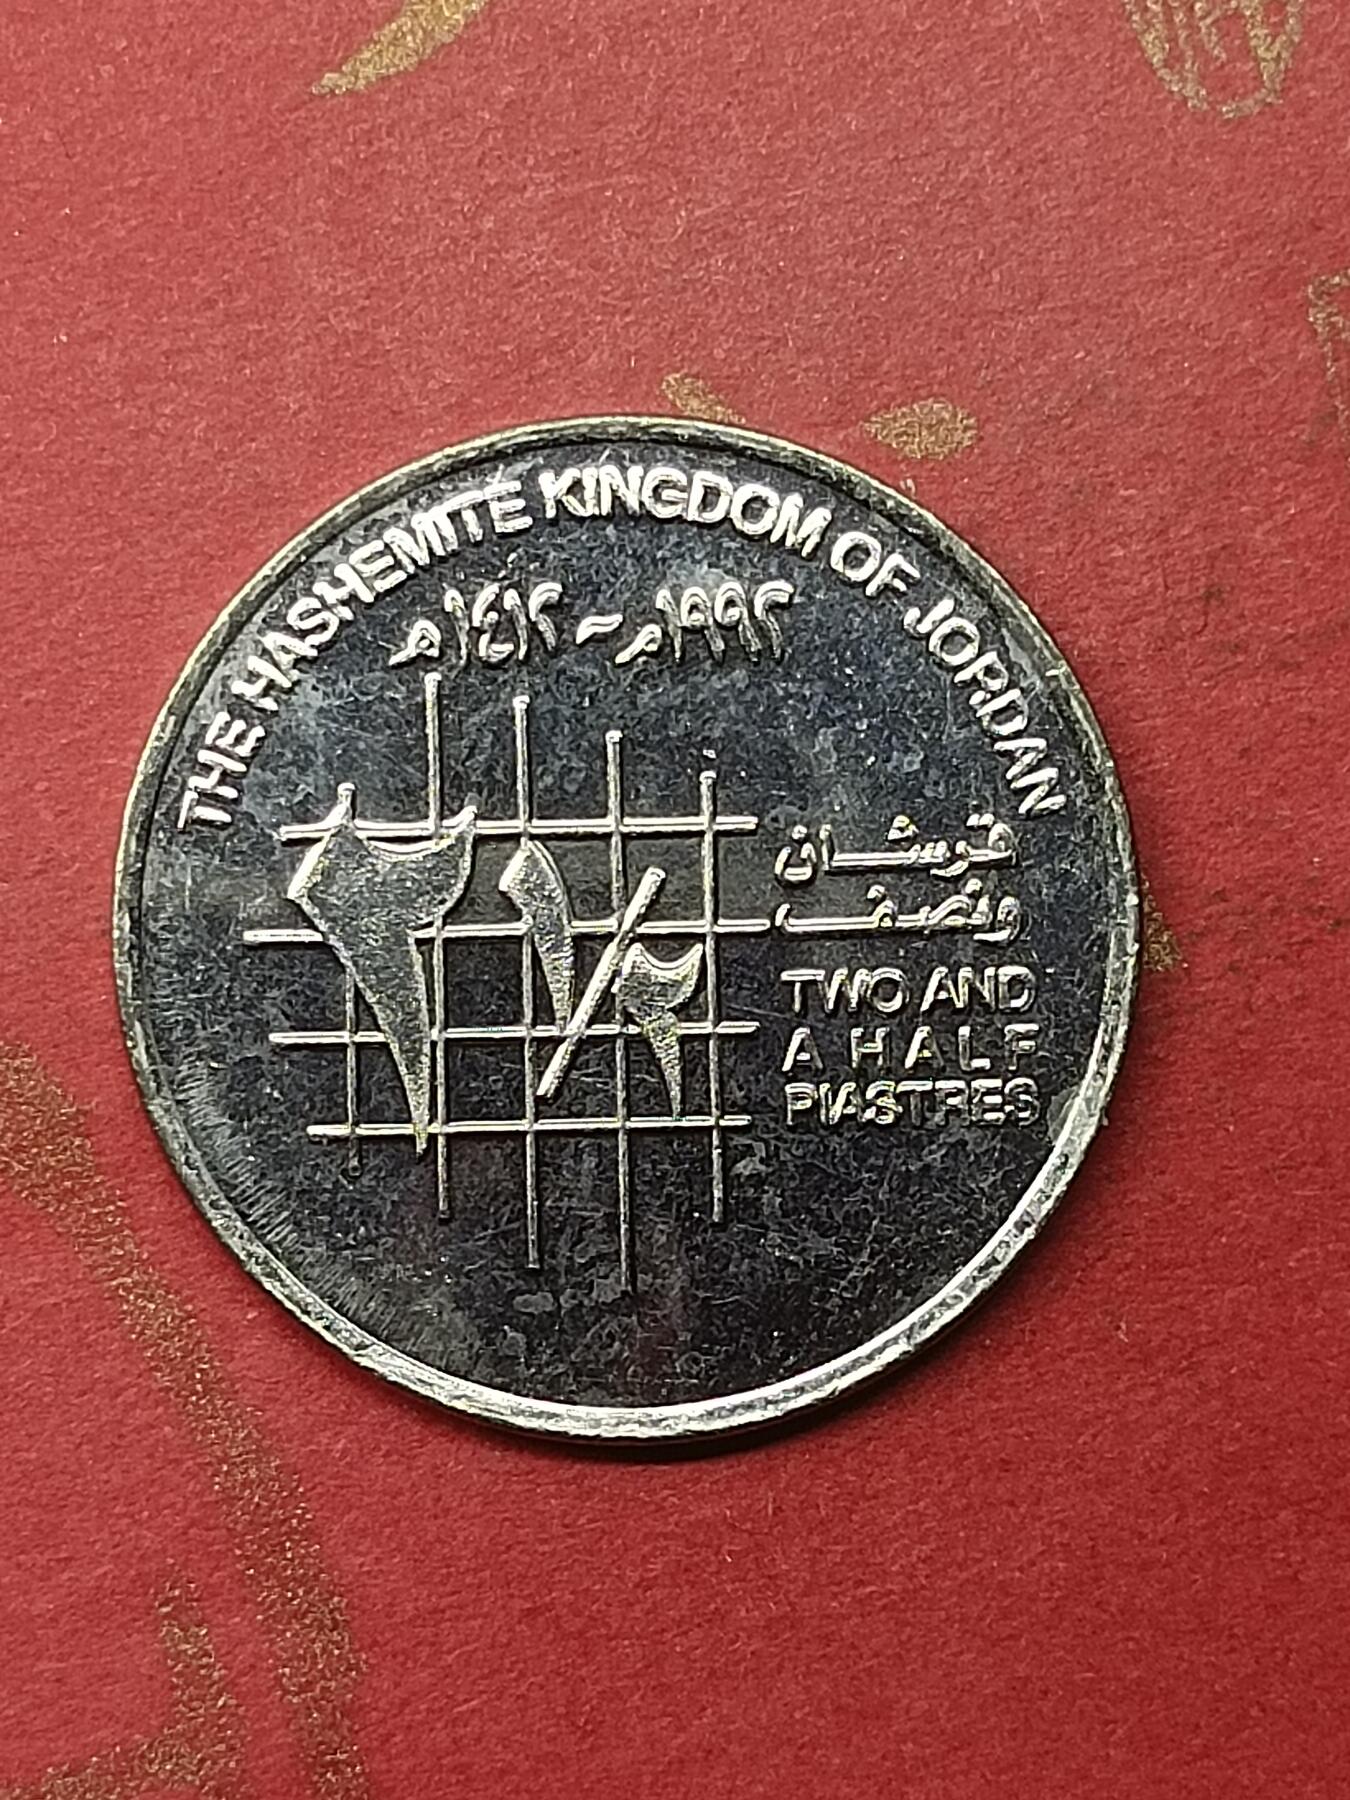 THE HASHEMITE KINGDOM OF JORDAN
١٤١٢هـ - ١٩٩٢م
٢ ١/٢
قرشان
ونصف
TWO AND
A HALF
PIASTRES